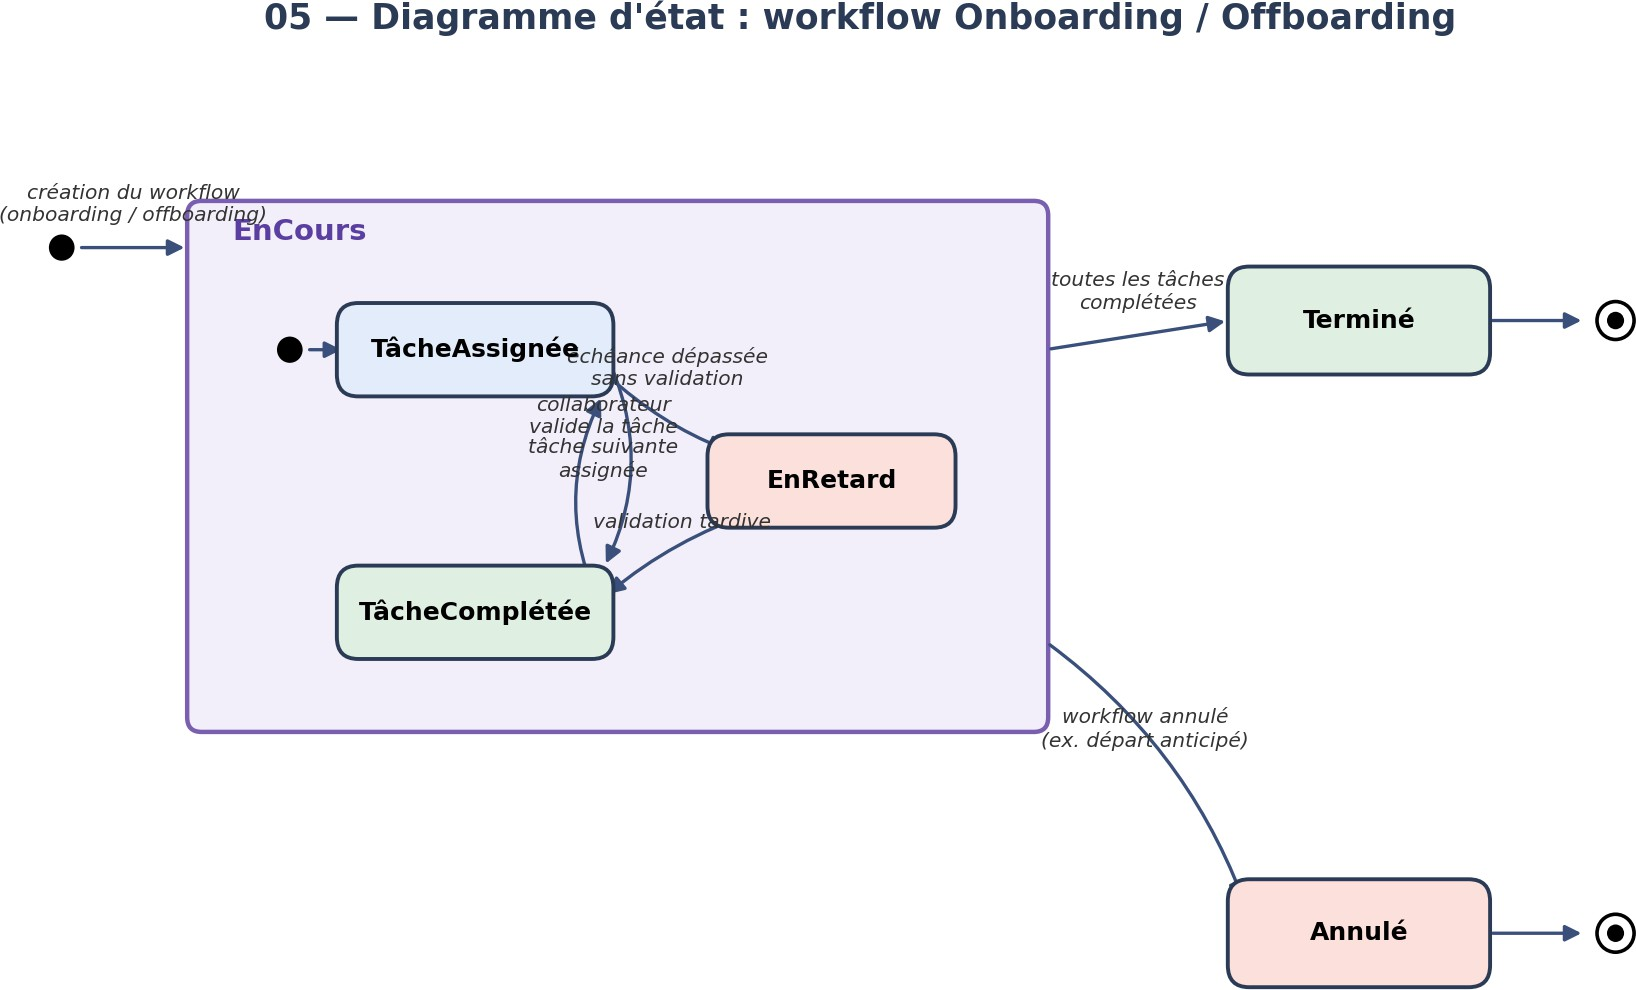 05 — Diagramme d'état : workflow Onboarding / Offboarding
création du workflow
(onboarding / offboarding)
EnCours
TâcheAssignée
échéance dépassée
sans validation
collaborateur
valide la tâche
tâche suivante
assignée
EnRetard
validation tardive
TâcheComplétée
toutes les tâches
complétées
Terminé
workflow annulé
(ex. départ anticipé)
Annulé